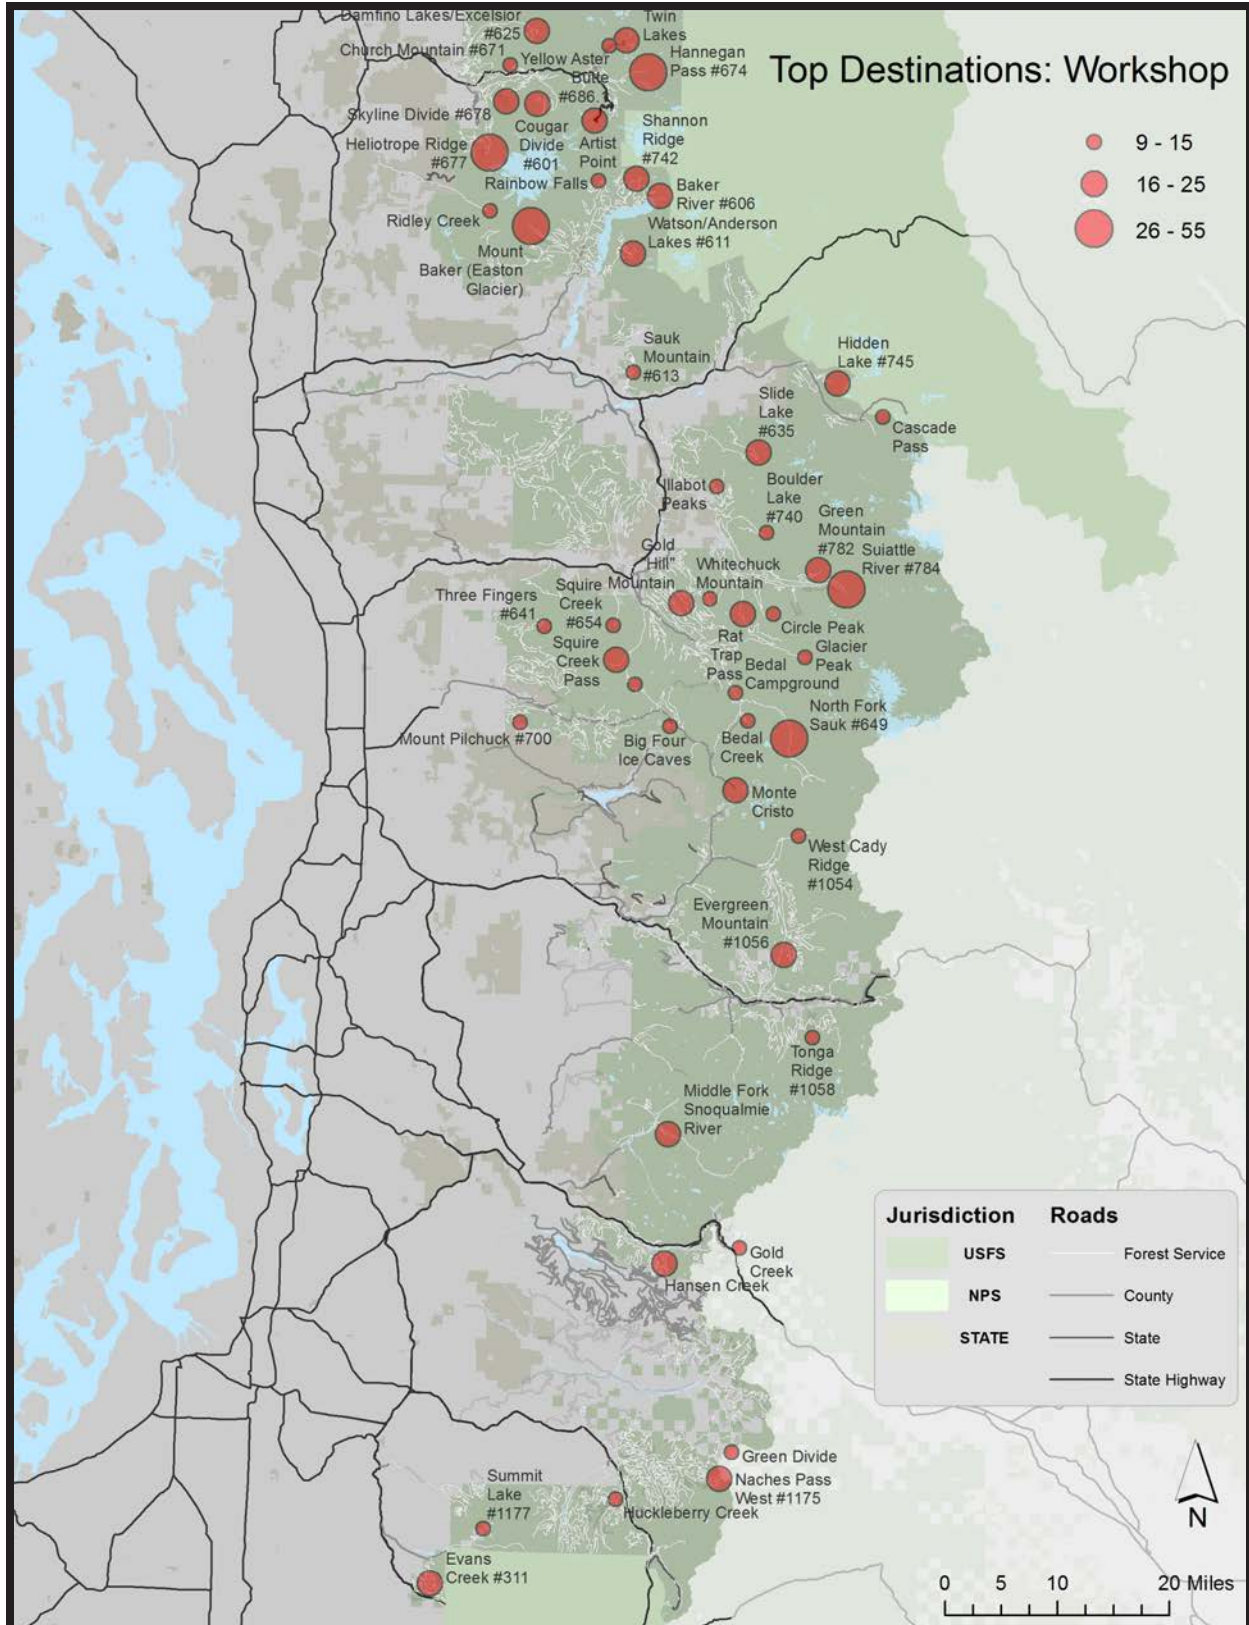 Damfino Lakes/Excelsior
#625
Church Mountain #671
Twin
Lakes
Yellow Aster
Butte
#686.1
Hannegan
Pass #674
Top Destinations: Workshop
9 - 15
16 - 25
26 - 55
Skyline Divide #678
Cougar
Divide
#601
Artist
Point
Shannon
Ridge
#742
Heliotrope Ridge
#677
Rainbow Falls
Baker
River #606
Ridley Creek
Watson/Anderson
Lakes #611
Mount
Baker (Easton
Glacier)
Sauk
Mountain
#613
Hidden
Lake #745
Slide
Lake
#635
Cascade
Pass
Illabot
Peaks
Boulder
Lake
#740
Green
Mountain
#782
Suiattle
River #784
Gold
"Hill"
Mountain
Whitechuck
Mountain
Three Fingers
#641
Squire
Creek
#654
Squire
Creek
Pass
Rat
Trap
Pass
Circle Peak
Glacier
Peak
Bedal
Campground
North Fork
Sauk #649
Mount Pilchuck #700
Big Four
Ice Caves
Bedal
Creek
Monte
Cristo
West Cady
Ridge
#1054
Evergreen
Mountain
#1056
Tonga
Ridge
#1058
Middle Fork
Snoqualmie
River
Gold
Creek
Hansen Creek
Jurisdiction
USFS
NPS
STATE
Roads
Forest Service
County
State
State Highway
Green Divide
Naches Pass
West #1175
Huckleberry Creek
Summit
Lake
#1177
Evans
Creek #311
N
0 5 10 20 Miles